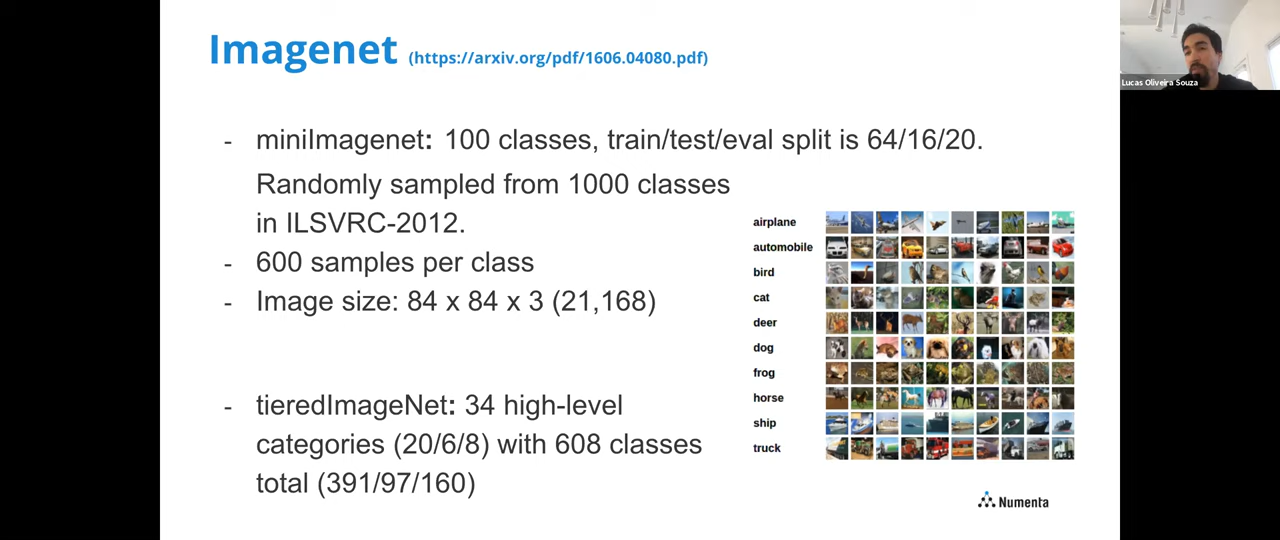 Imagenet (https://arxiv.org/pdf/1606.04080.pdf)
- miniImagenet: 100 classes, train/test/eval split is 64/16/20.
Randomly sampled from 1000 classes
in ILSVRC-2012.
- 600 samples per class
- Image size: 84 x 84 x 3 (21,168)
- tieredImageNet: 34 high-level
categories (20/6/8) with 608 classes
total (391/97/160)
airplane
automobile
bird
cat
deer
dog
frog
horse
ship
truck
Numenta
Lucas Oliveira Souza